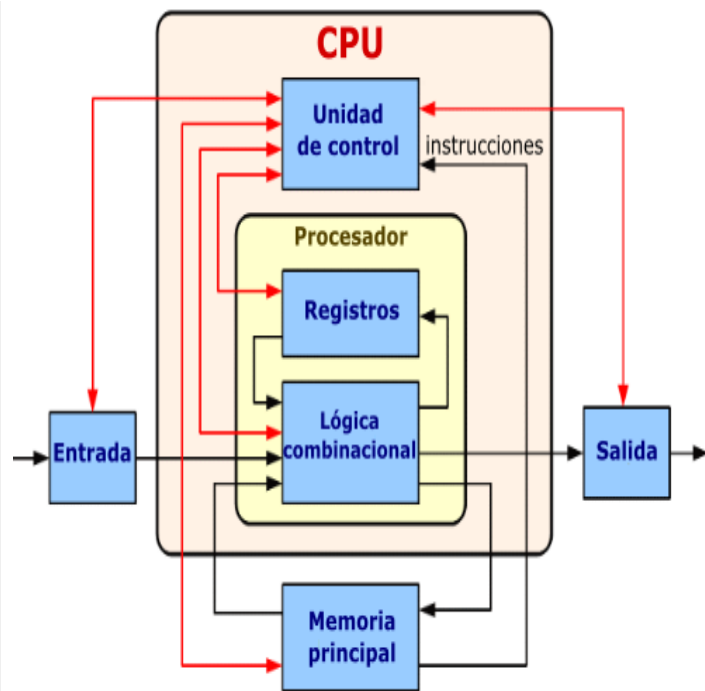 CPU
Unidad
de control
instrucciones
Procesador
Registros
Lógica
combinacional
Entrada
Salida
Memoria
principal